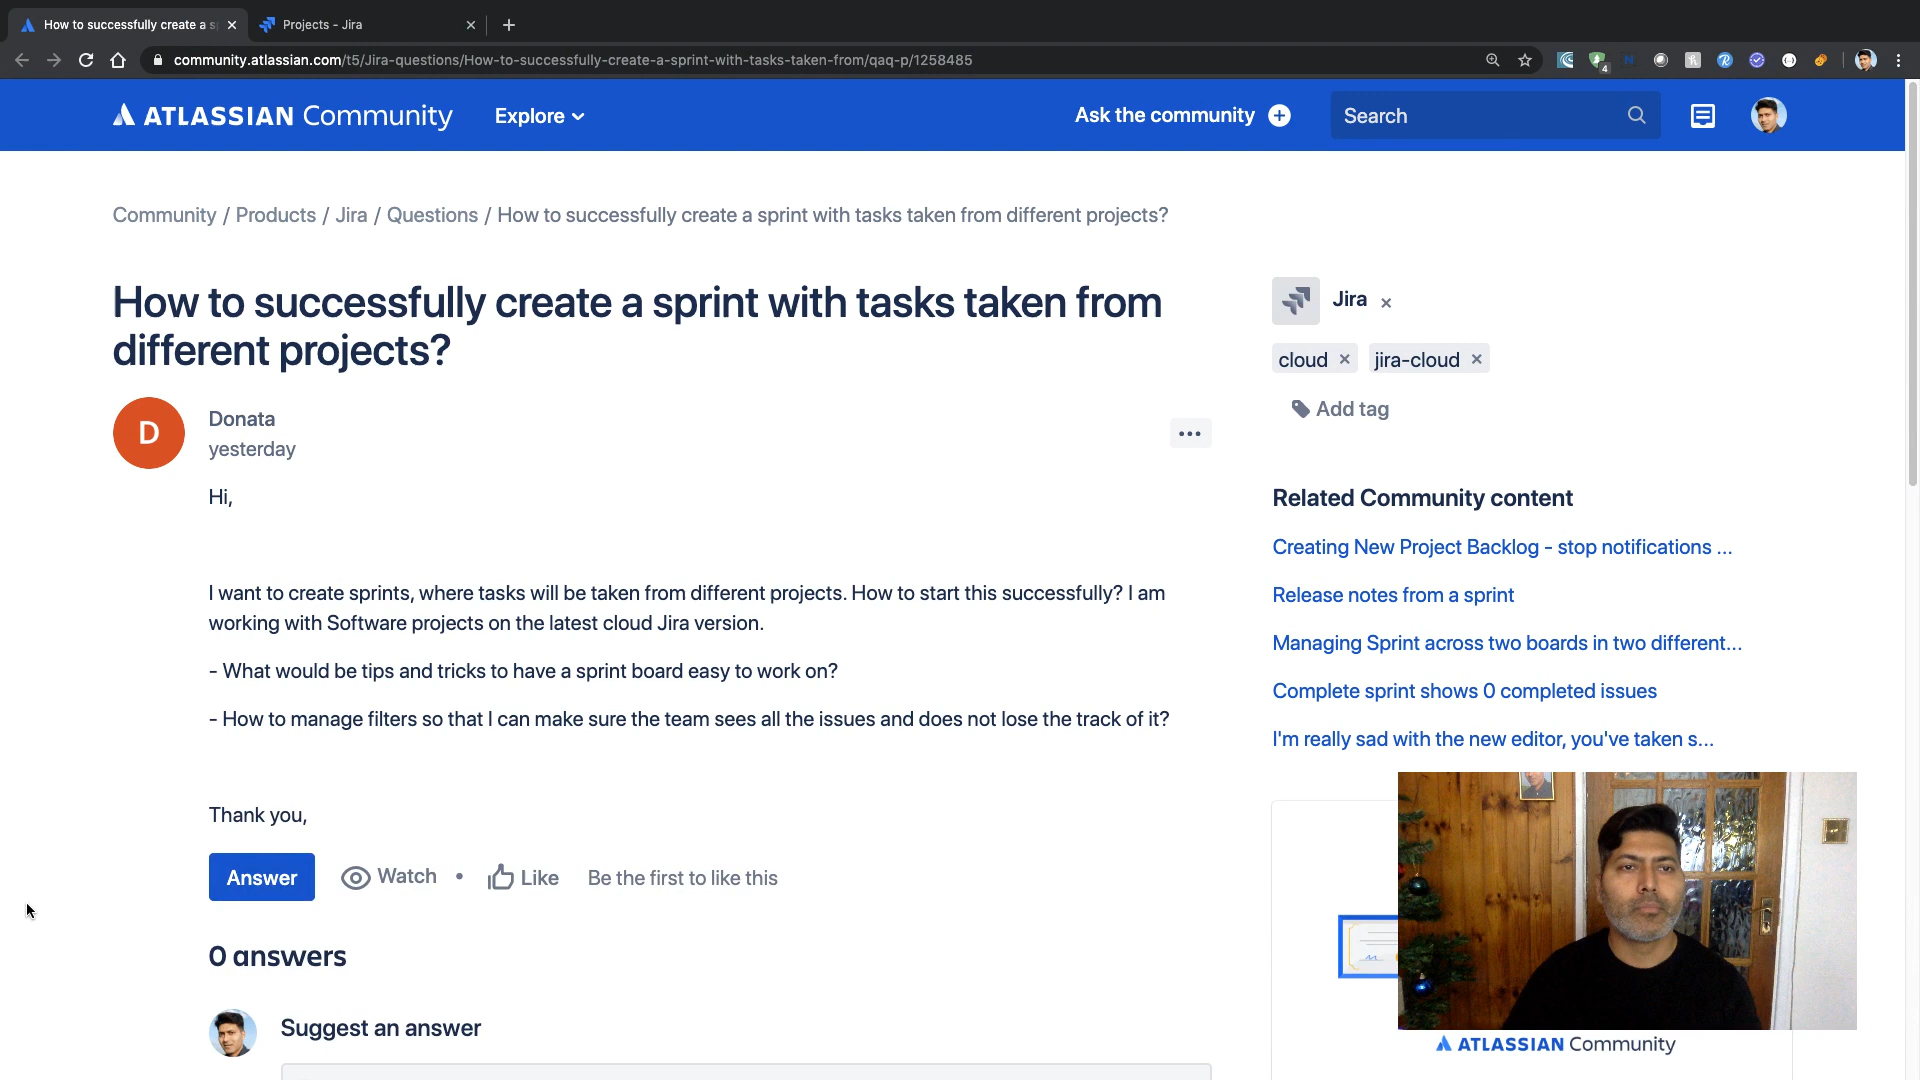 How to successfully create a s
Projects - Jira
community.atlassian.com/t5/Jira-questions/How-to-successfully-create-a-sprint-with-tasks-taken-from/qaq-p/1258485
4
ATLASSIAN Community
Explore
Ask the community
Search
Community / Products / Jira / Questions / How to successfully create a sprint with tasks taken from different projects?
How to successfully create a sprint with tasks taken from
different projects?
D
Donata
yesterday
...
Hi,
I want to create sprints, where tasks will be taken from different projects. How to start this successfully? I am
working with Software projects on the latest cloud Jira version.
- What would be tips and tricks to have a sprint board easy to work on?
- How to manage filters so that I can make sure the team sees all the issues and does not lose the track of it?
Thank you,
Answer
Watch • Like Be the first to like this
0 answers
Suggest an answer
Jira ×
cloud × jira-cloud ×
Add tag
Related Community content
Creating New Project Backlog - stop notifications ...
Release notes from a sprint
Managing Sprint across two boards in two different...
Complete sprint shows 0 completed issues
I'm really sad with the new editor, you've taken s...
ATLASSIAN Community